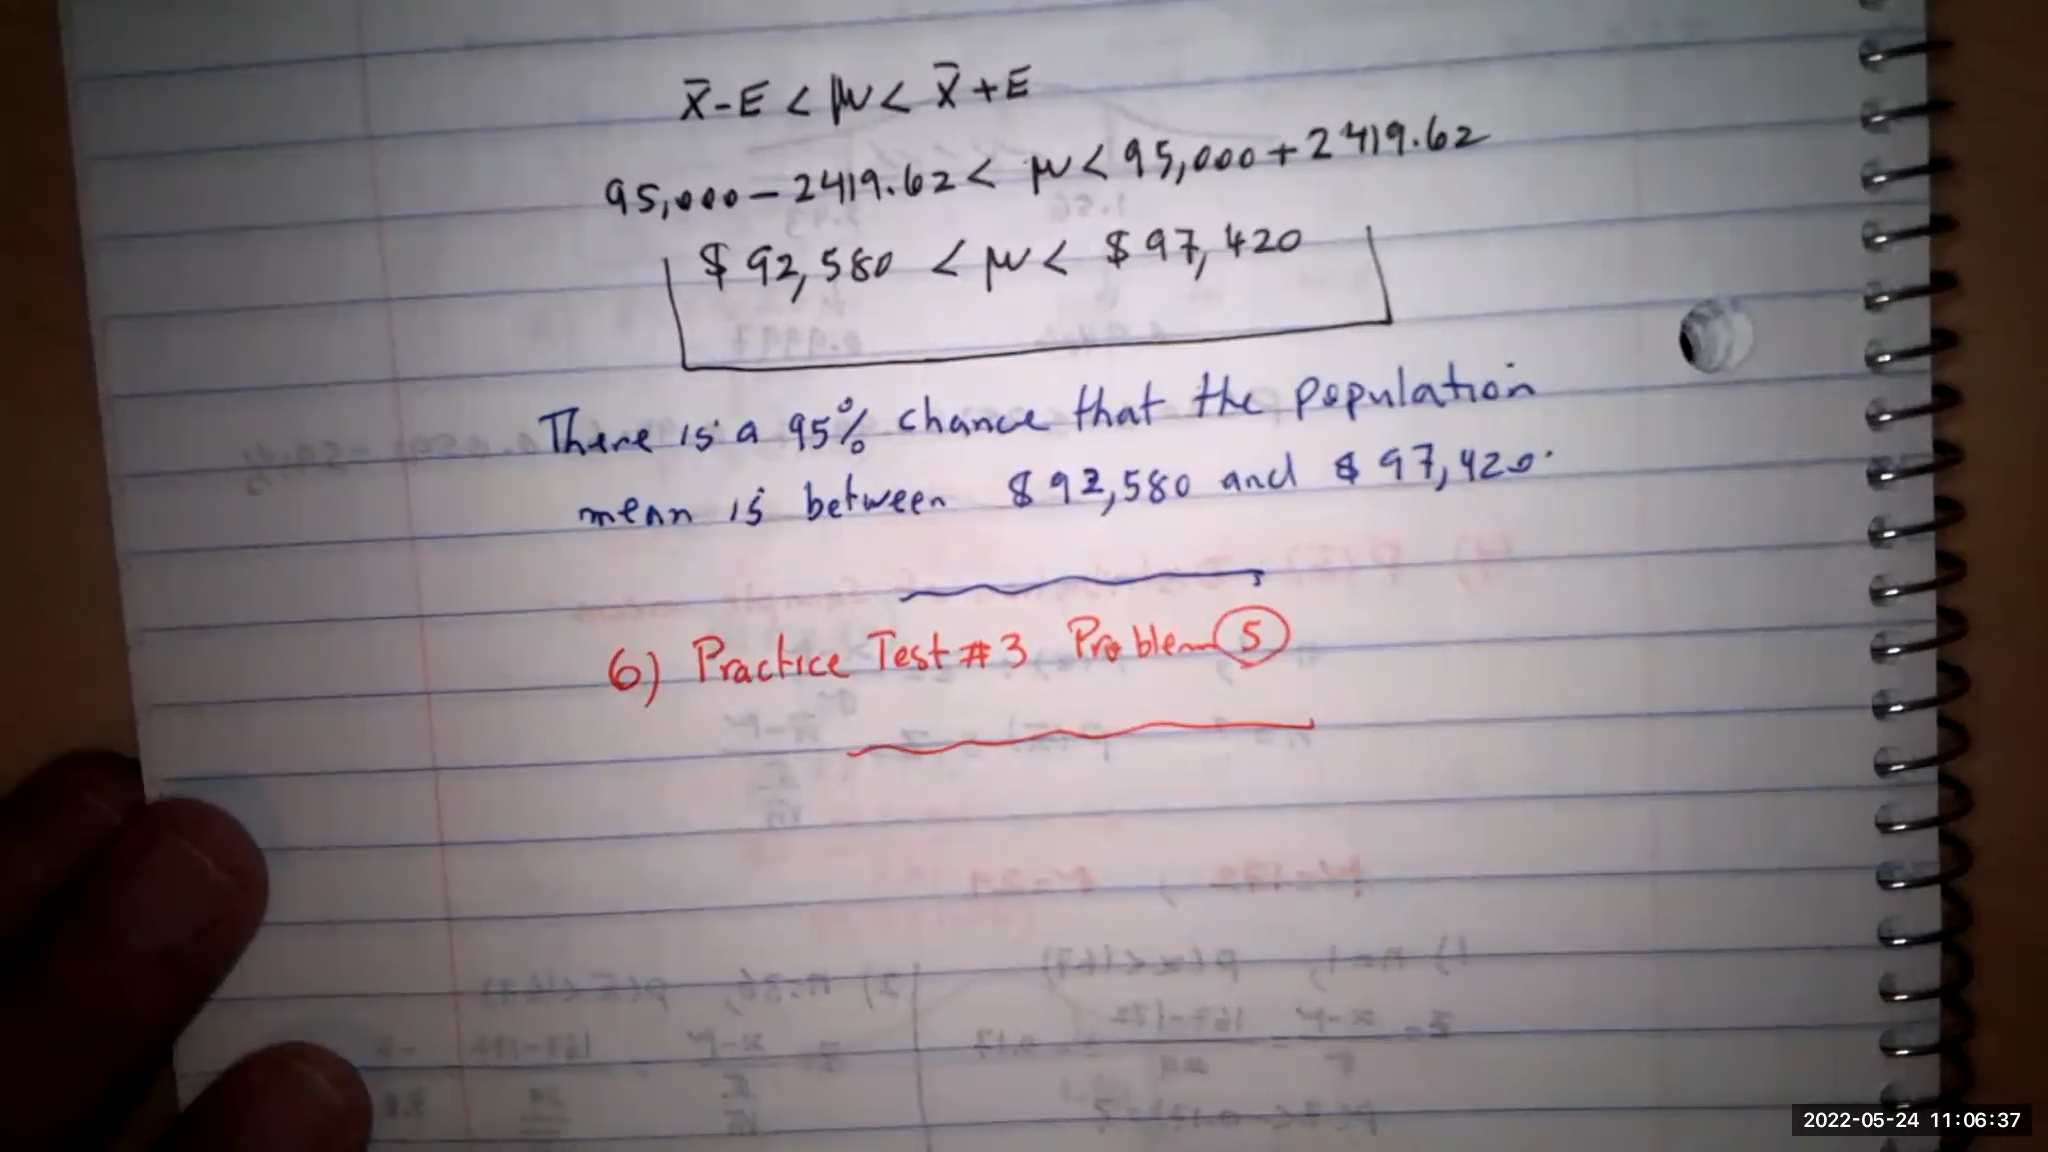 x̄-E < μ < x̄+E
95,000-2419.62 < μ < 95,000+2419.62
$92,580 < μ < $97,420
There is a 95% chance that the population
mean is between $92,580 and $97,420.
6) Practice Test #3 Problem 5
2022-05-24 11:06:37